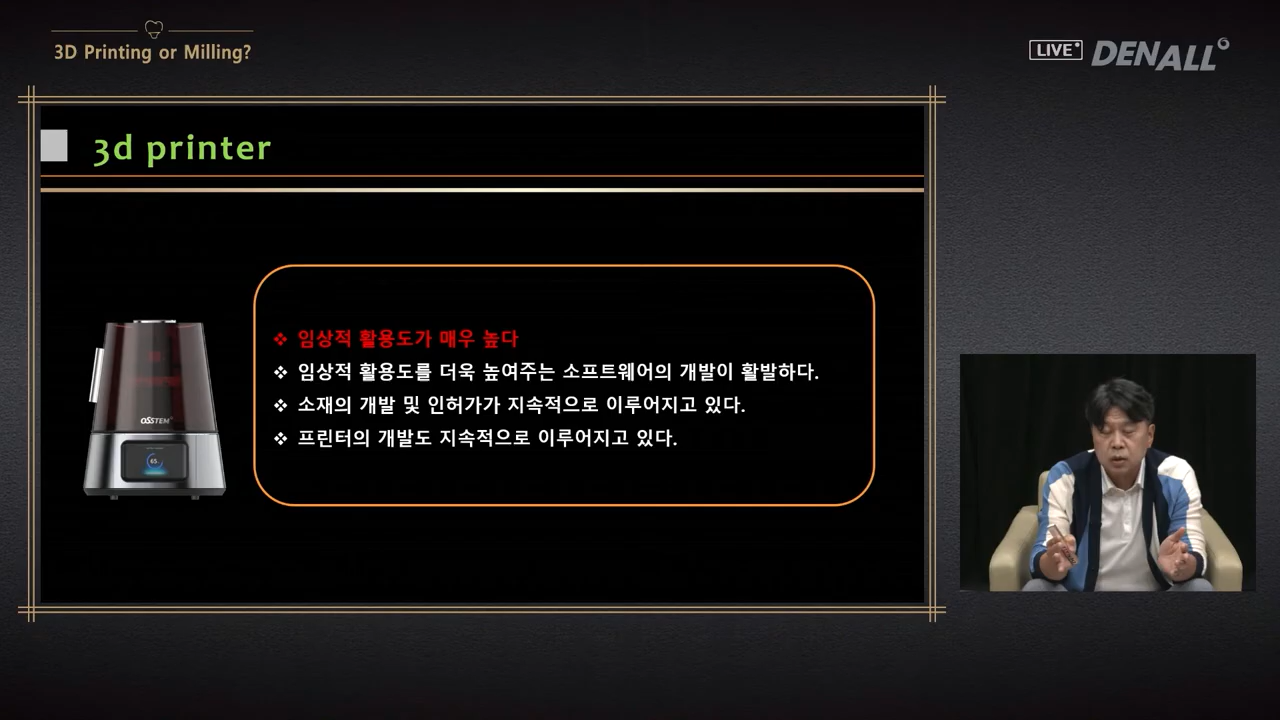 3D Printing or Milling?
LIVE DENALL
3d printer
❖ 임상적 활용도가 매우 높다
❖ 임상적 활용도를 더욱 높여주는 소프트웨어의 개발이 활발하다.
❖ 소재의 개발 및 인허가가 지속적으로 이루어지고 있다.
❖ 프린터의 개발도 지속적으로 이루어지고 있다.
OSSTEM
65